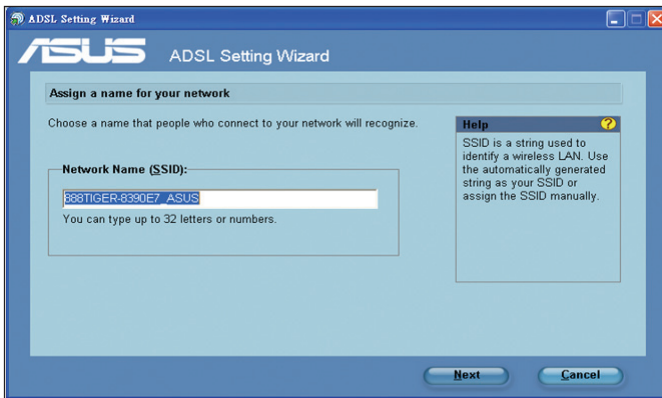 ADSL Setting Wizard
ASUS ADSL Setting Wizard
Assign a name for your network
Choose a name that people who connect to your network will recognize.
Network Name (SSID):
888TIGER-8390E7_ASUS
You can type up to 32 letters or numbers.
Help ?
SSID is a string used to
identify a wireless LAN. Use
the automatically generated
string as your SSID or
assign the SSID manually.
Next Cancel